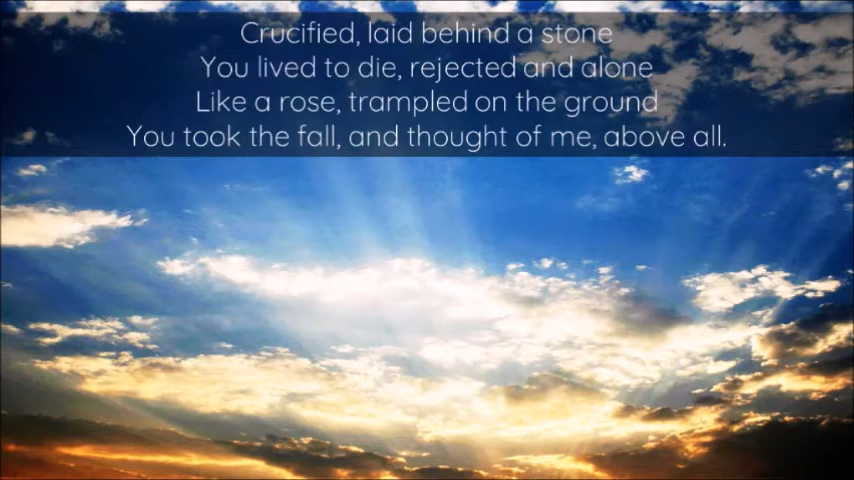 Crucified, laid behind a stone
You lived to die, rejected and alone
Like a rose, trampled on the ground
You took the fall, and thought of me, above all.